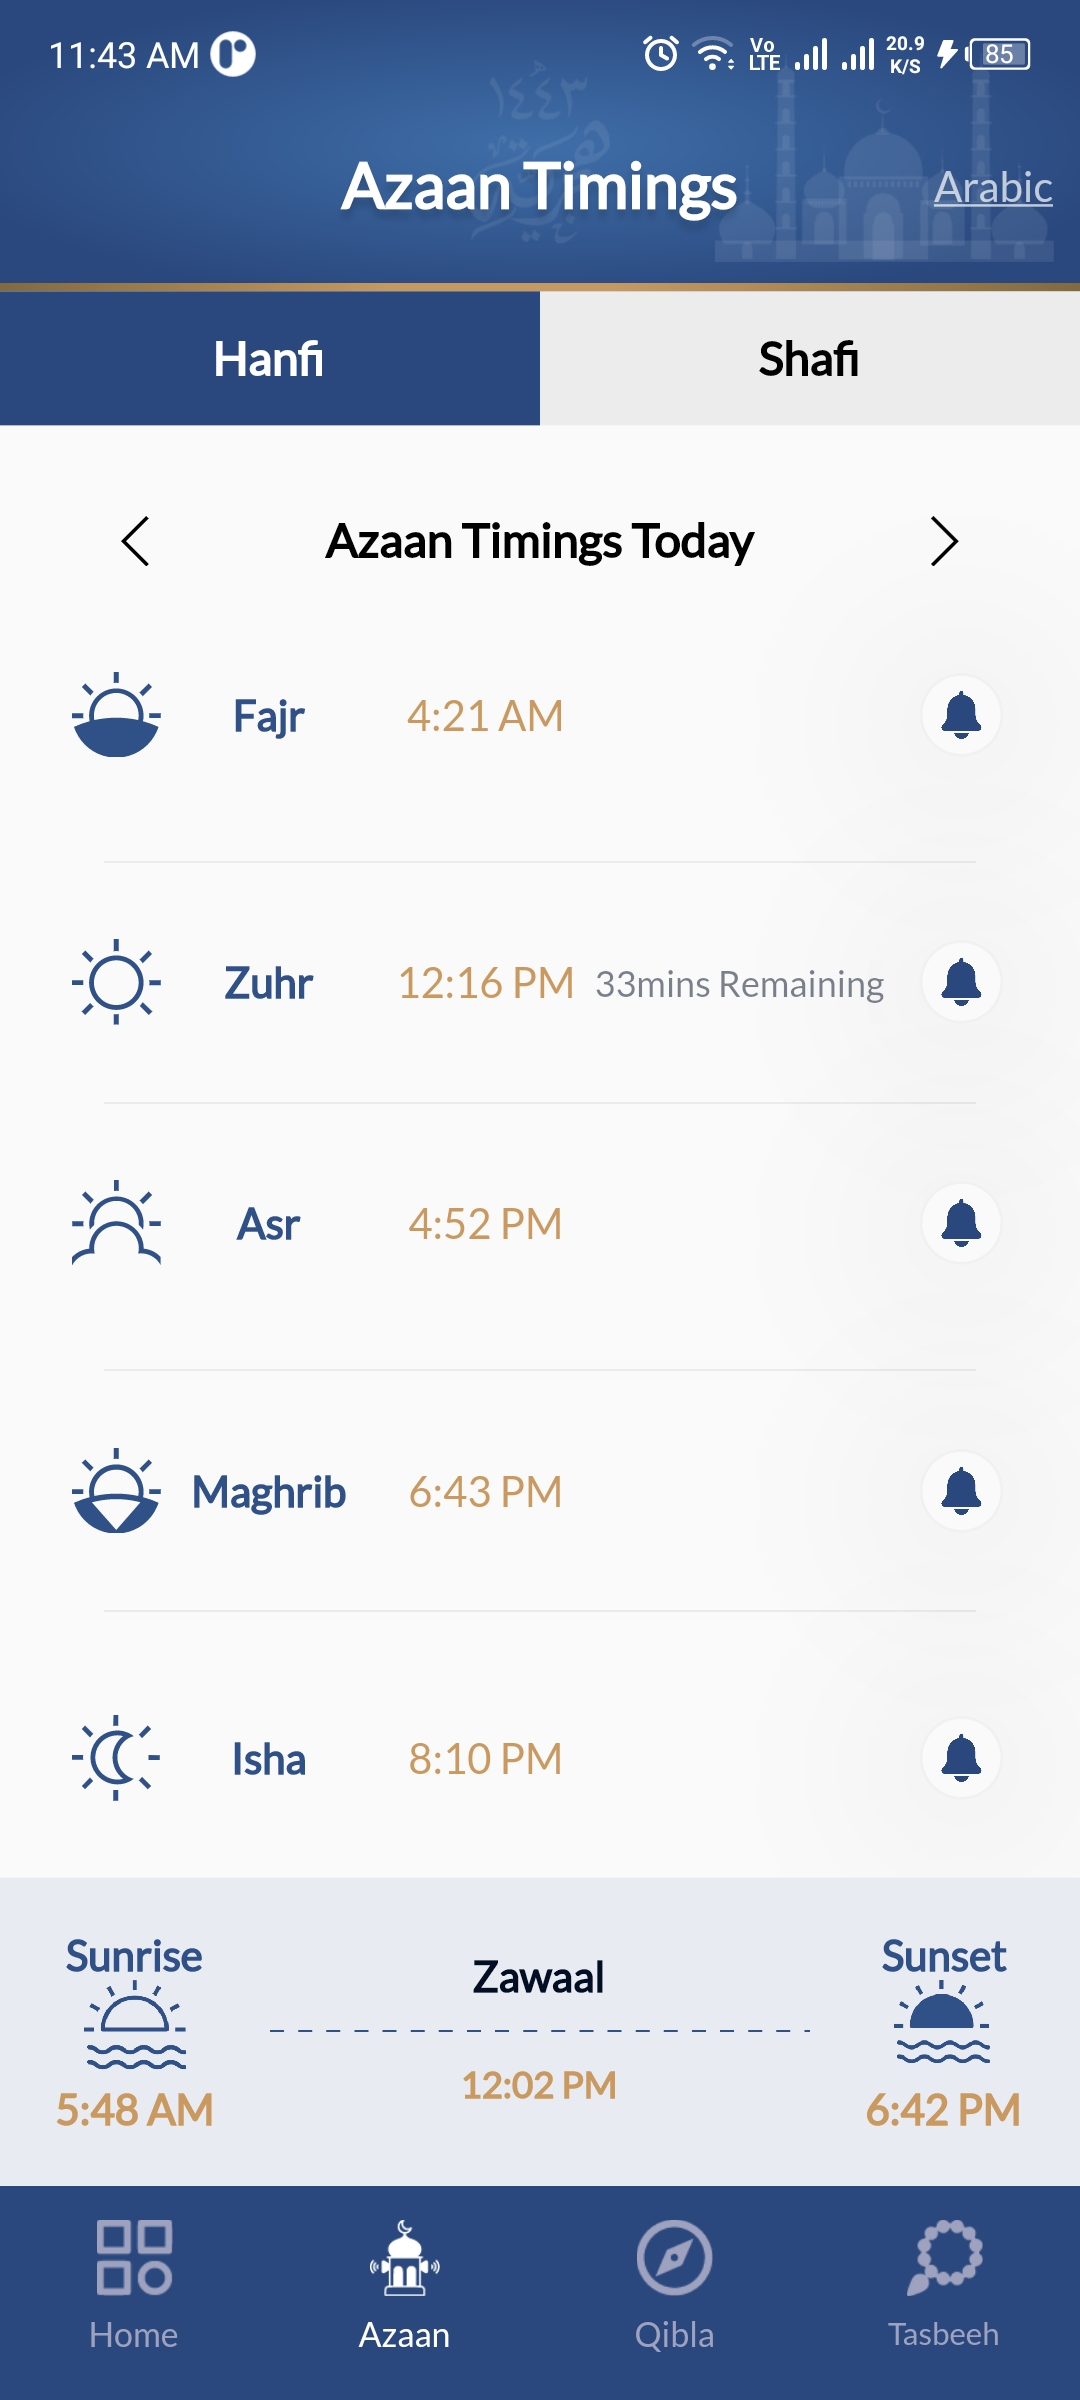 11:43 AM
Vo LTE
20.9 K/S
85
١٤٤٣
Azaan Timings
Arabic
Hanfi
Shafi
Azaan Timings Today
Fajr 4:21 AM
Zuhr 12:16 PM 33mins Remaining
Asr 4:52 PM
Maghrib 6:43 PM
Isha 8:10 PM
Sunrise
Zawaal
Sunset
5:48 AM
12:02 PM
6:42 PM
Home
Azaan
Qibla
Tasbeeh